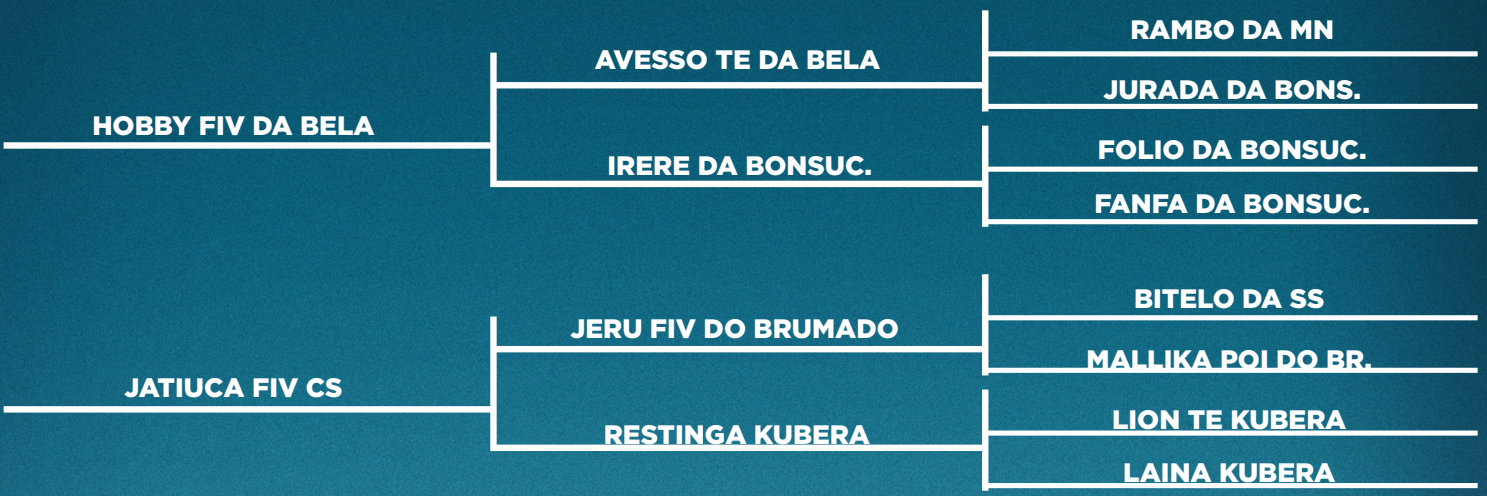 HOBBY FIV DA BELA
AVESSO TE DA BELA
RAMBO DA MN
JURADA DA BONS.
IRERE DA BONSUC.
FOLIO DA BONSUC.
FANFA DA BONSUC.
JATIUCA FIV CS
JERU FIV DO BRUMADO
BITELO DA SS
MALLIKA POI DO BR.
RESTINGA KUBERA
LION TE KUBERA
LAINA KUBERA